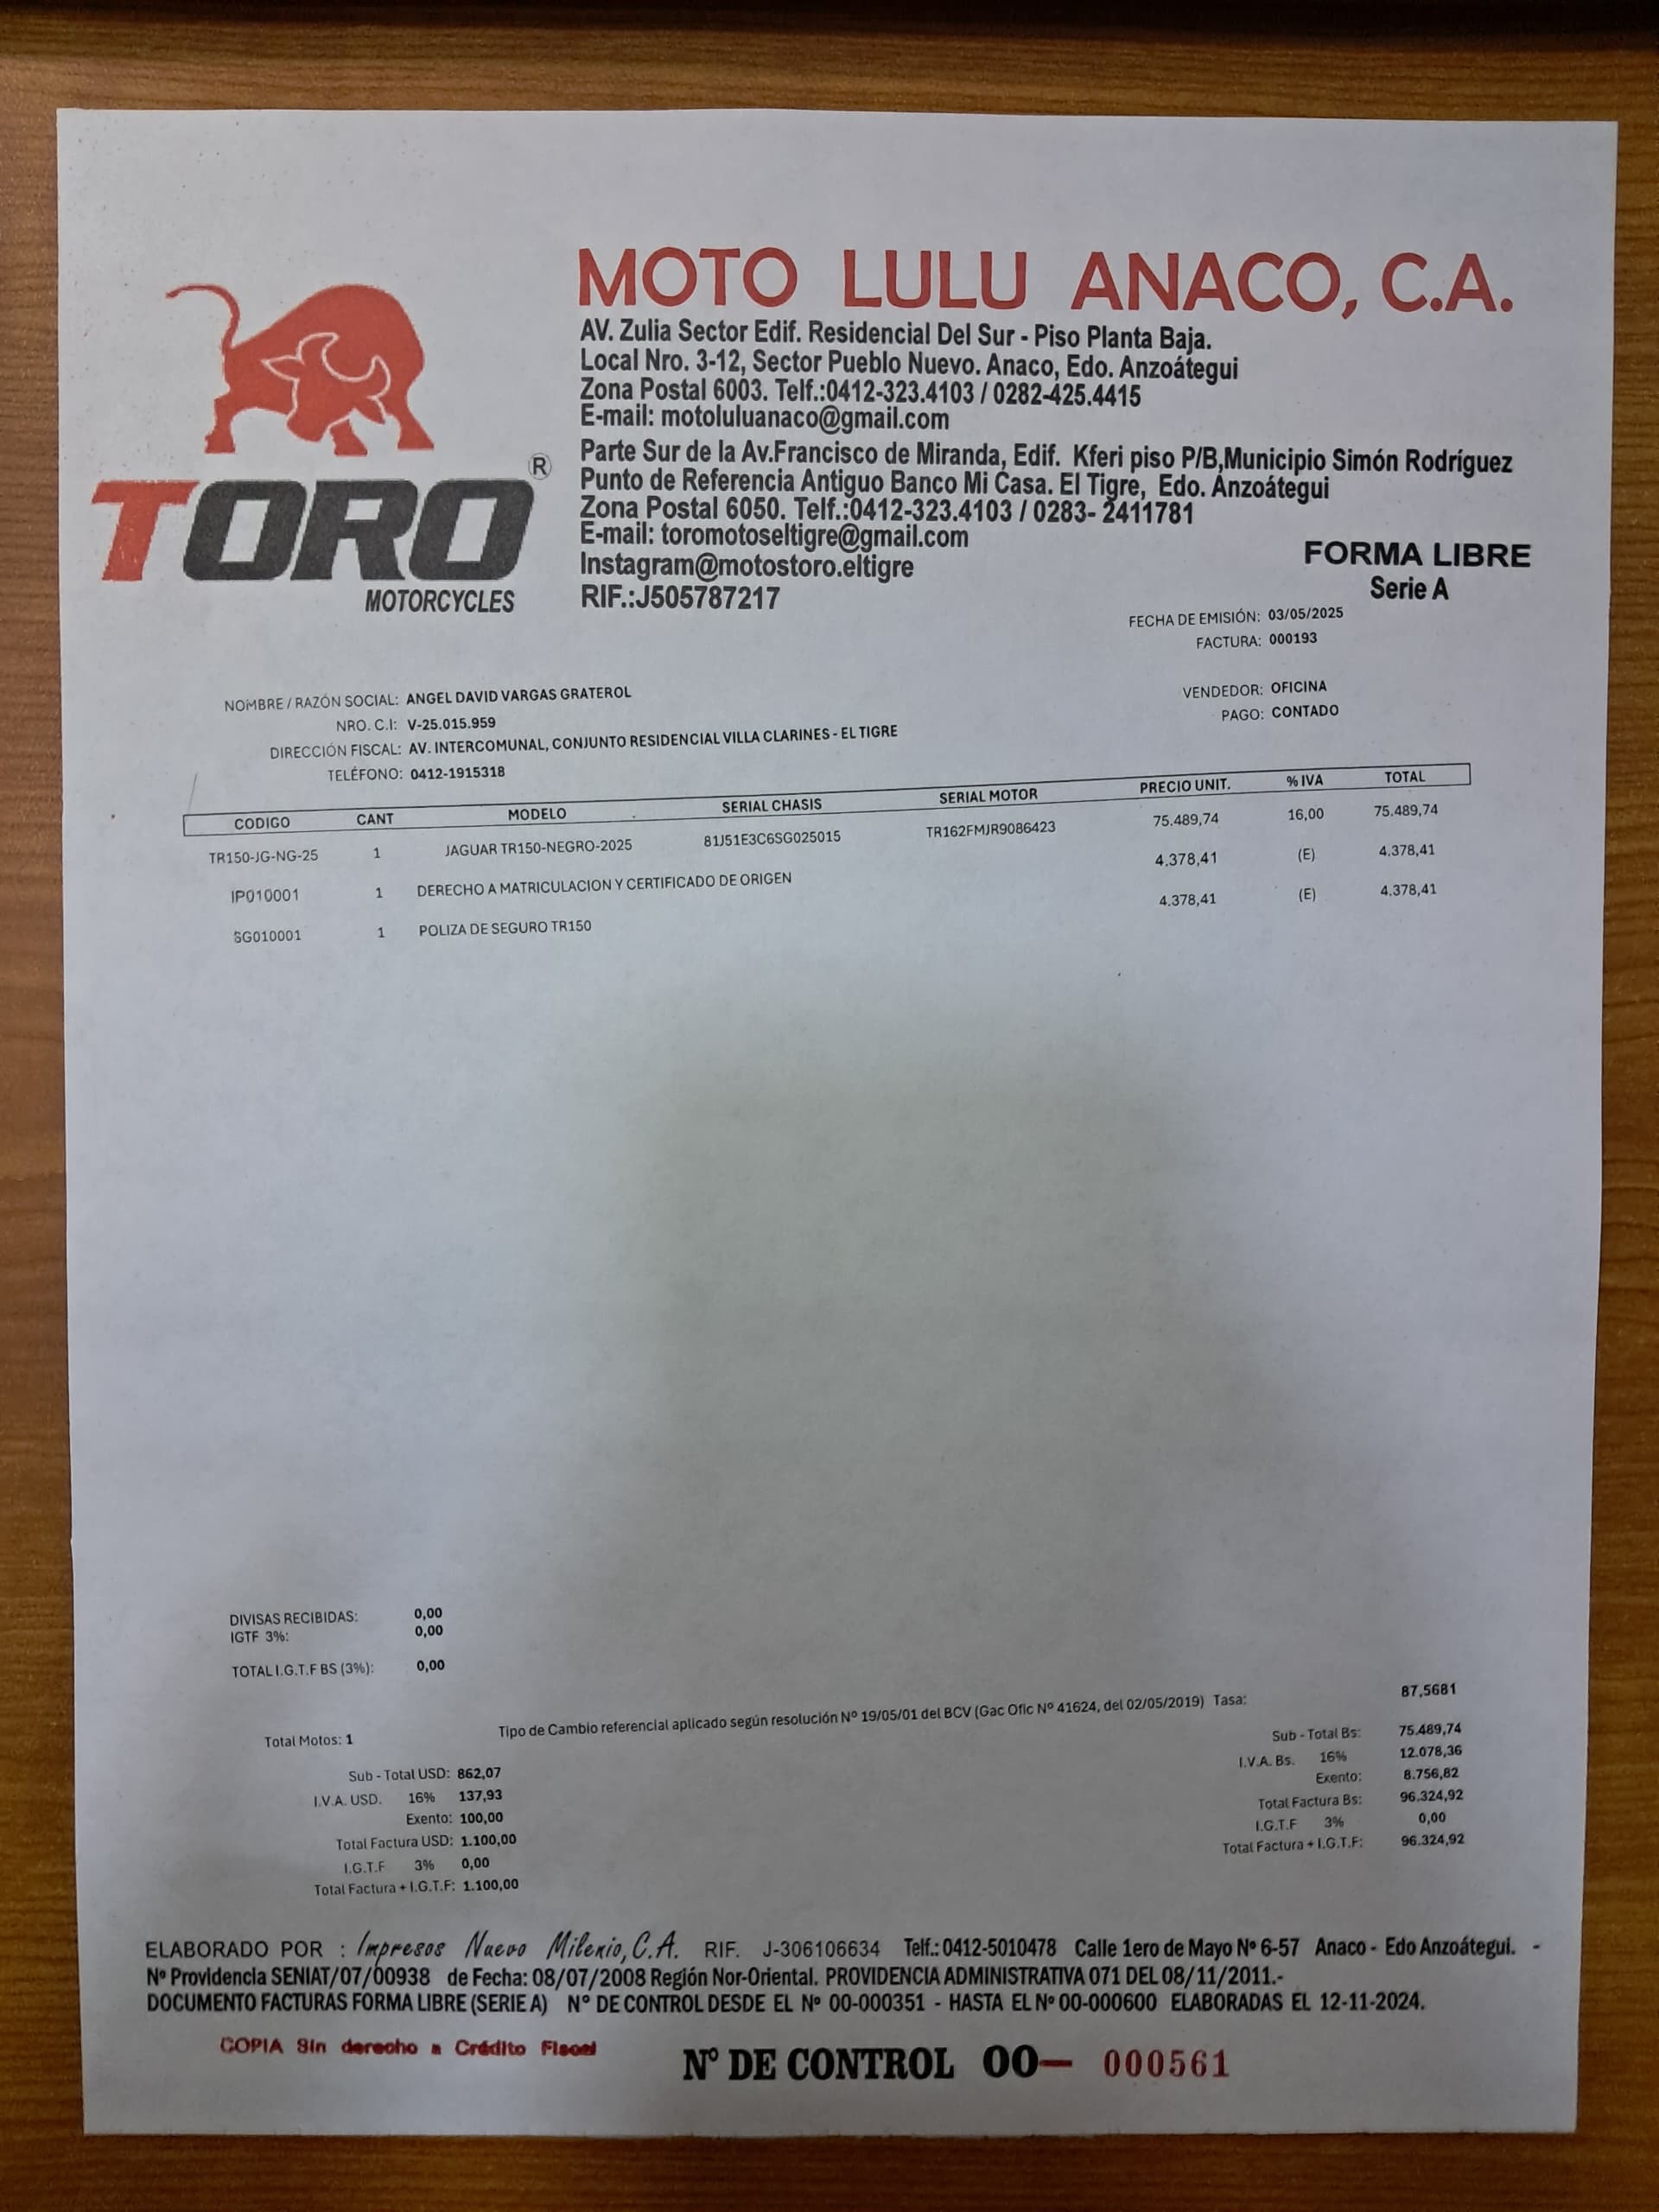 MOTO LULU ANACO, C.A.
AV. Zulia Sector Edif. Residencial Del Sur - Piso Planta Baja.
Local Nro. 3-12, Sector Pueblo Nuevo. Anaco, Edo. Anzoátegui
Zona Postal 6003. Telf.:0412-323.4103 / 0282-425.4415
E-mail: motoluluanaco@gmail.com
Parte Sur de la Av.Francisco de Miranda, Edif. Kferi piso P/B,Municipio Simón Rodríguez
Punto de Referencia Antiguo Banco Mi Casa. El Tigre, Edo. Anzoátegui
Zona Postal 6050. Telf.:0412-323.4103 / 0283- 2411781
E-mail: toromotoseltigre@gmail.com
Instagram@motostoro.eltigre
RIF.:J505787217
TORO ®
MOTORCYCLES
FORMA LIBRE
Serie A
FECHA DE EMISIÓN: 03/05/2025
FACTURA: 000193
NOMBRE / RAZÓN SOCIAL: ANGEL DAVID VARGAS GRATEROL
NRO. C.I: V-25.015.959
DIRECCIÓN FISCAL: AV. INTERCOMUNAL, CONJUNTO RESIDENCIAL VILLA CLARINES - EL TIGRE
TELÉFONO: 0412-1915318
VENDEDOR: OFICINA
PAGO: CONTADO
CODIGO CANT MODELO SERIAL CHASIS SERIAL MOTOR PRECIO UNIT. % IVA TOTAL
TR150-JG-NG-25 1 JAGUAR TR150-NEGRO-2025 81J51E3C6SG025015 TR162FMJR9086423 75.489,74 16,00 75.489,74
IP010001 1 DERECHO A MATRICULACION Y CERTIFICADO DE ORIGEN 4.378,41 (E) 4.378,41
SG010001 1 POLIZA DE SEGURO TR150 4.378,41 (E) 4.378,41
DIVISAS RECIBIDAS: 0,00
IGTF 3%: 0,00
TOTAL I.G.T.F BS (3%): 0,00
Total Motos: 1
Tipo de Cambio referencial aplicado según resolución Nº 19/05/01 del BCV (Gac Ofic Nº 41624, del 02/05/2019) Tasa: 87,5681
Sub - Total USD: 862,07
I.V.A. USD. 16% 137,93
Exento: 100,00
Total Factura USD: 1.100,00
I.G.T.F 3% 0,00
Total Factura + I.G.T.F: 1.100,00
Sub - Total Bs: 75.489,74
I.V.A. Bs. 16% 12.078,36
Exento: 8.756,82
Total Factura Bs: 96.324,92
I.G.T.F 3% 0,00
Total Factura + I.G.T.F: 96.324,92
ELABORADO POR : Impresos Nuevo Milenio, C.A. RIF. J-306106634 Telf.: 0412-5010478 Calle 1ero de Mayo Nº 6-57 Anaco - Edo Anzoátegui. -
Nº Providencia SENIAT/07/00938 de Fecha: 08/07/2008 Región Nor-Oriental. PROVIDENCIA ADMINISTRATIVA 071 DEL 08/11/2011.-
DOCUMENTO FACTURAS FORMA LIBRE (SERIE A) N° DE CONTROL DESDE EL Nº 00-000351 - HASTA EL Nº 00-000600 ELABORADAS EL 12-11-2024.
COPIA Sin derecho a Crédito Fiscal
N° DE CONTROL 00— 000561